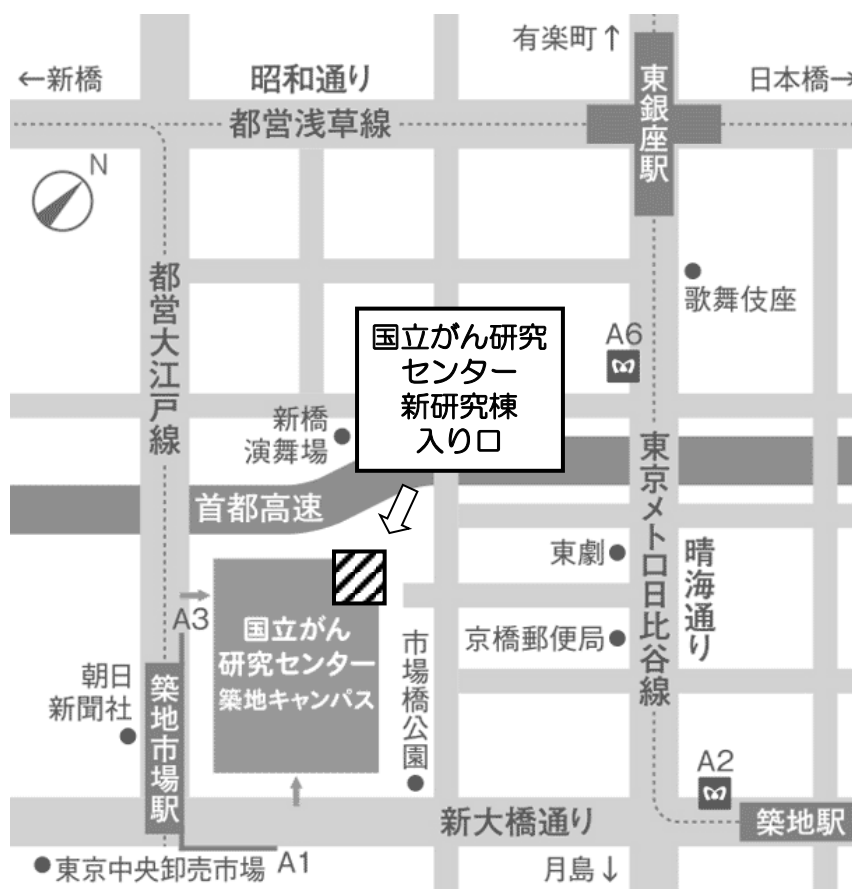 有楽町↑
←新橋
昭和通り
日本橋→
都営浅草線
東銀座駅
N
都営大江戸線
歌舞伎座
国立がん研究
センター
新研究棟
入り口
A6
新橋
演舞場
首都高速
東京メトロ日比谷線
東劇
晴海通り
A3
国立がん
研究センター
築地キャンパス
京橋郵便局
市場橋公園
朝日
新聞社
築地市場駅
A2
新大橋通り
築地駅
東京中央卸売市場
A1
月島↓